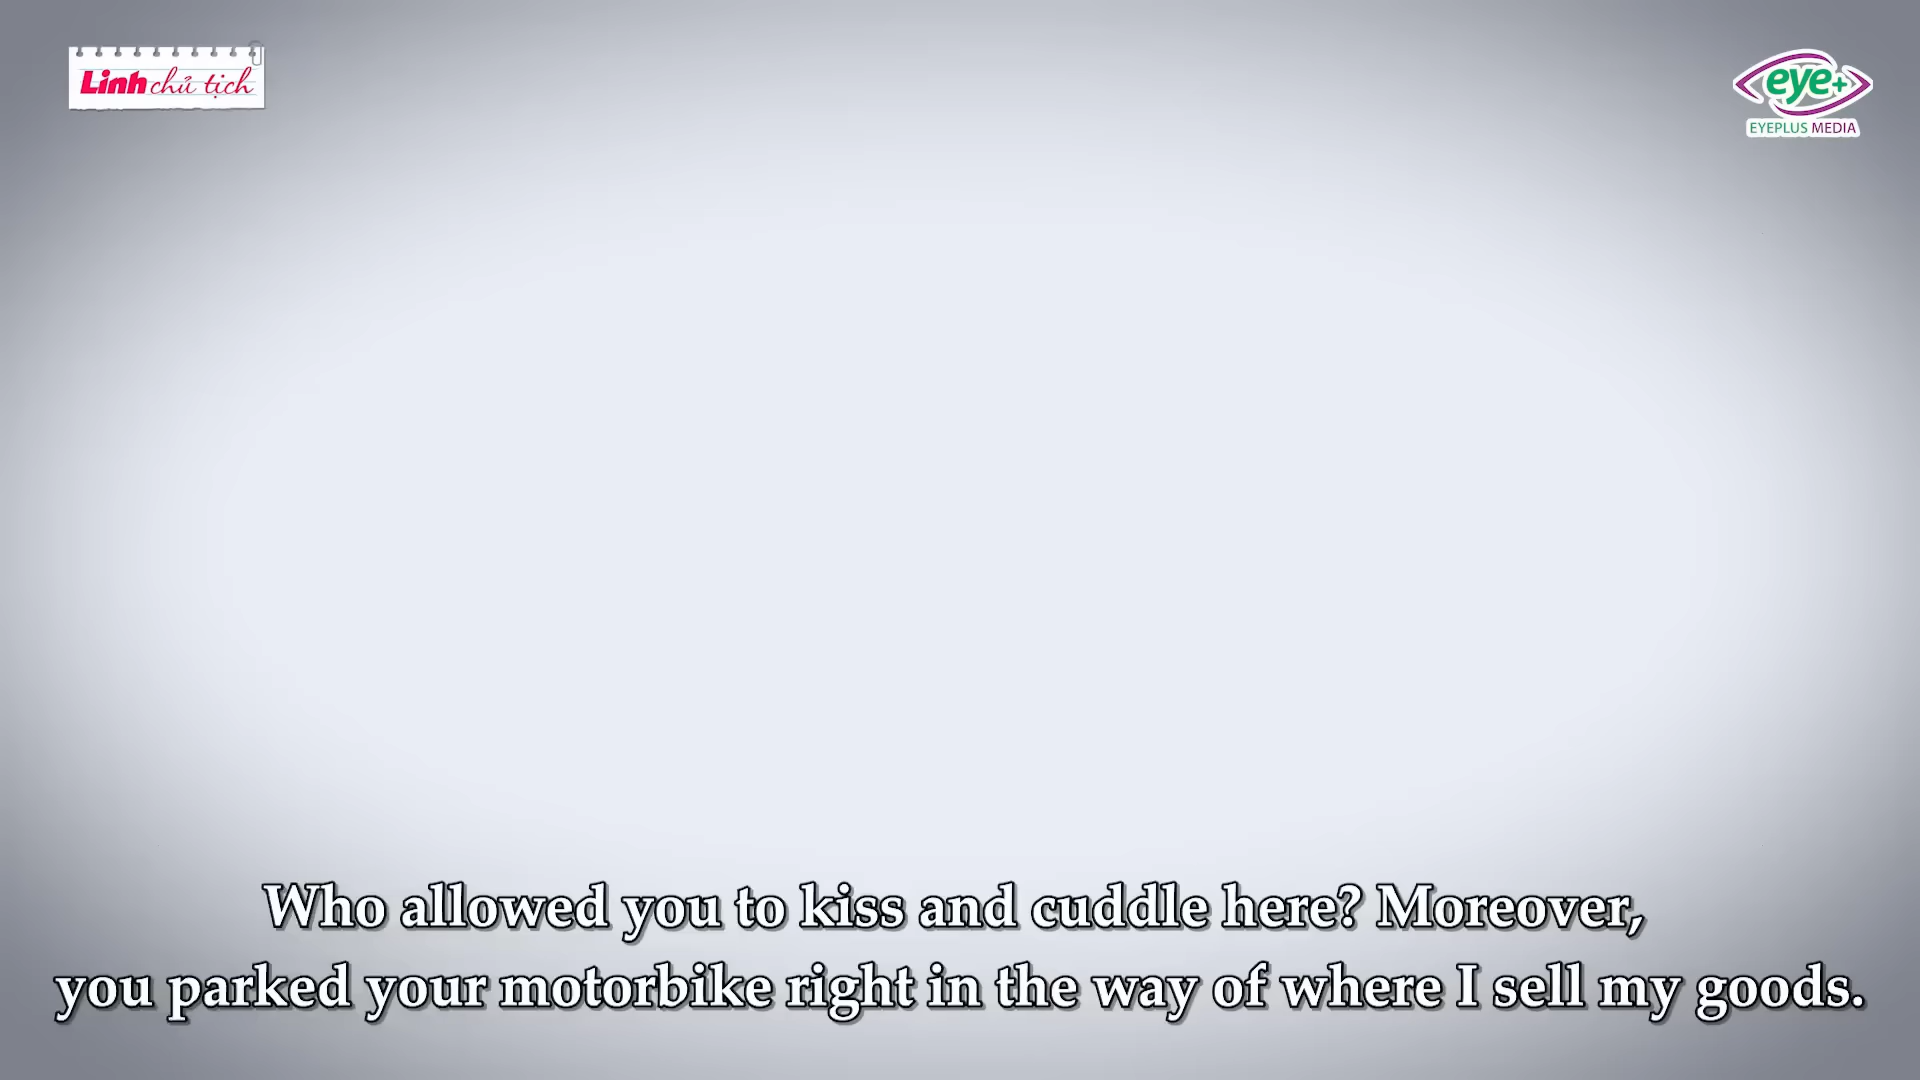 Linh chủ tịch
eye+
EYEPLUS MEDIA
Who allowed you to kiss and cuddle here? Moreover,
you parked your motorbike right in the way of where I sell my goods.